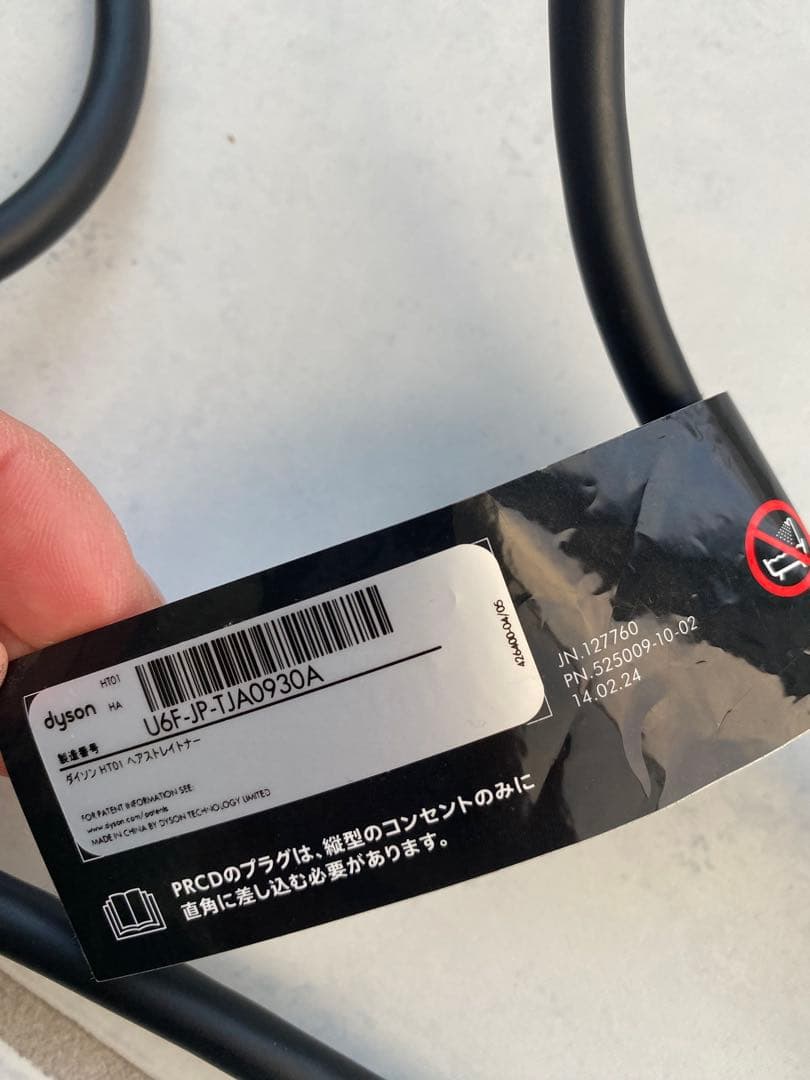 dyson
HT01
HA
U6F-JP-TJA0930A
製造番号
ダイソン HT01 ヘアストレイトナー
FOR PATENT INFORMATION SEE:
www.dyson.com/patents
MADE IN CHINA BY DYSON TECHNOLOGY LIMITED
426400-04/05
JN.127760
PN.525009-10-02
14.02.24
PRCDのプラグは、縦型のコンセントのみに
直角に差し込む必要があります。